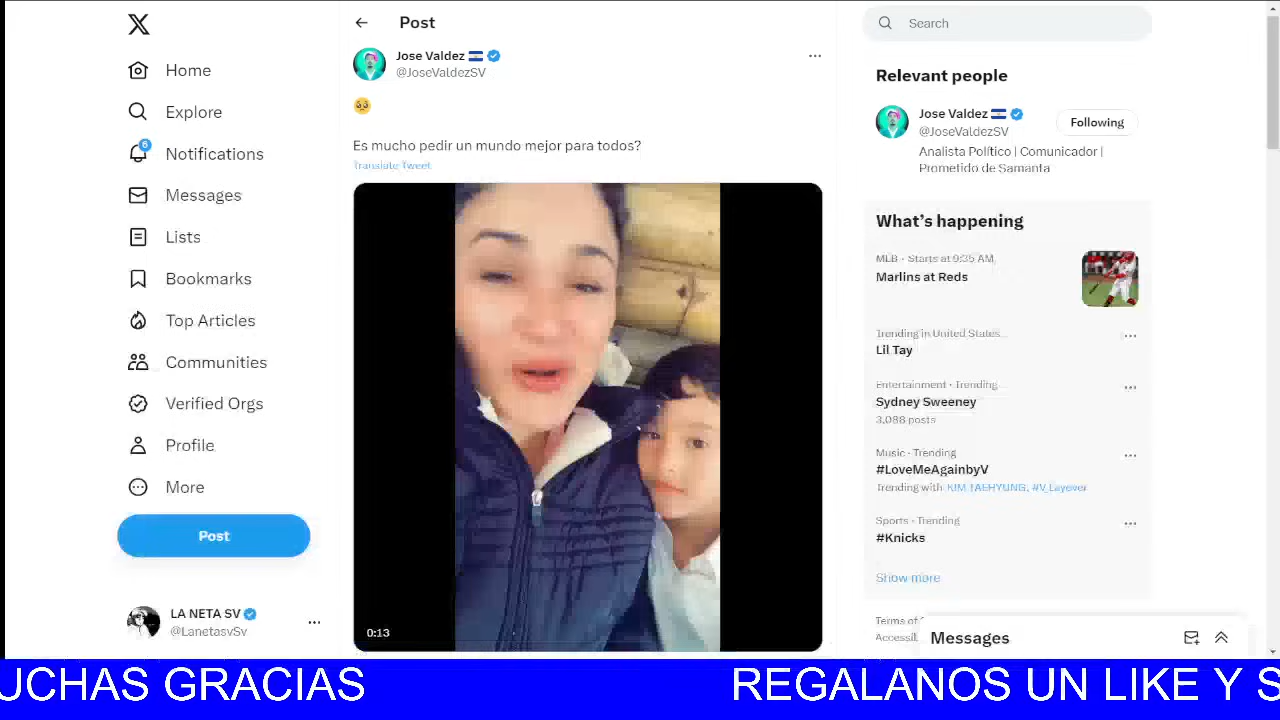 Home
Explore
6
Notifications
Messages
Lists
Bookmarks
Top Articles
Communities
Verified Orgs
Profile
More
Post
LA NETA SV
@LanetasvSv
Post
Jose Valdez
@JoseValdezSV
Es mucho pedir un mundo mejor para todos?
Translate Tweet
0:13
Search
Relevant people
Jose Valdez
@JoseValdezSV
Following
Analista Político | Comunicador |
Prometido de Samanta
What's happening
MLB · Starts at 9:35 AM
Marlins at Reds
Trending in United States...
Lil Tay
Entertainment · Trending...
Sydney Sweeney
3,088 posts
Music · Trending
#LoveMeAgainbyV
Trending with KIM TAEHYUNG, #V_Layover
Sports · Trending
#Knicks
Show more
Terms of
Messages
UCHAS GRACIAS REGALANOS UN LIKE Y S